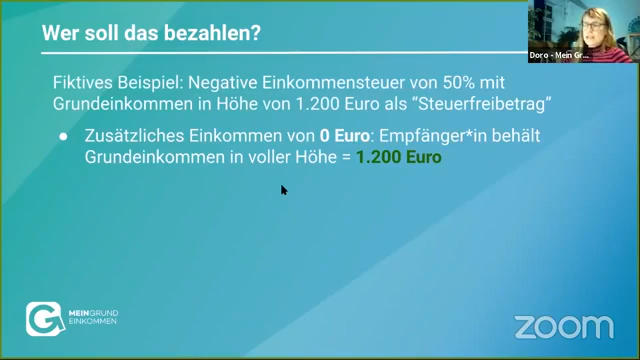 Wer soll das bezahlen?
Doro - Mein Gr...
Fiktives Beispiel: Negative Einkommensteuer von 50% mit
Grundeinkommen in Höhe von 1.200 Euro als “Steuerfreibetrag”
● Zusätzliches Einkommen von 0 Euro: Empfänger*in behält
Grundeinkommen in voller Höhe = 1.200 Euro
G
MEINGRUND
EINKOMMEN
zoom